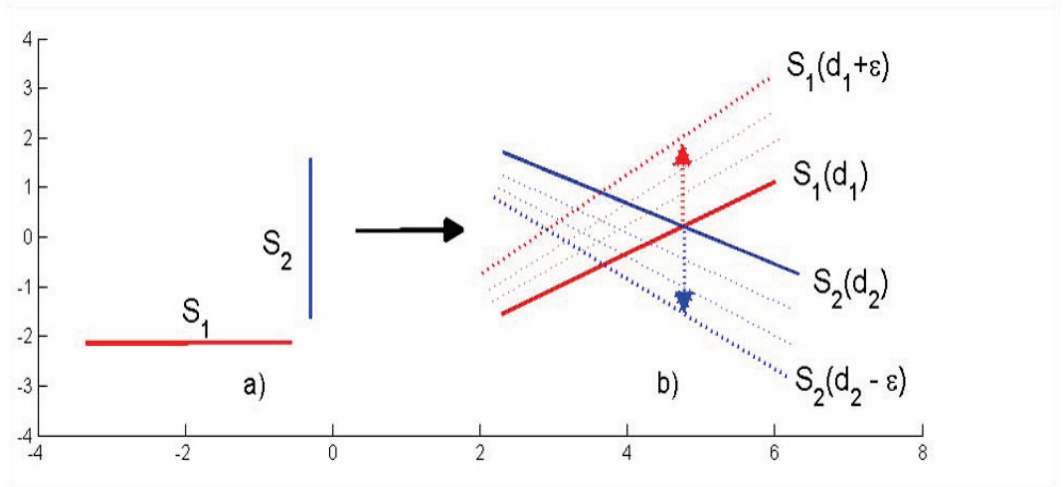 4
3
2
1
0
-1
-2
-3
-4
S₁
S₂
a)
S₁(d₁+ε)
S₁(d₁)
S₂(d₂)
b)
S₂(d₂ - ε)
-4 -2 0 2 4 6 8